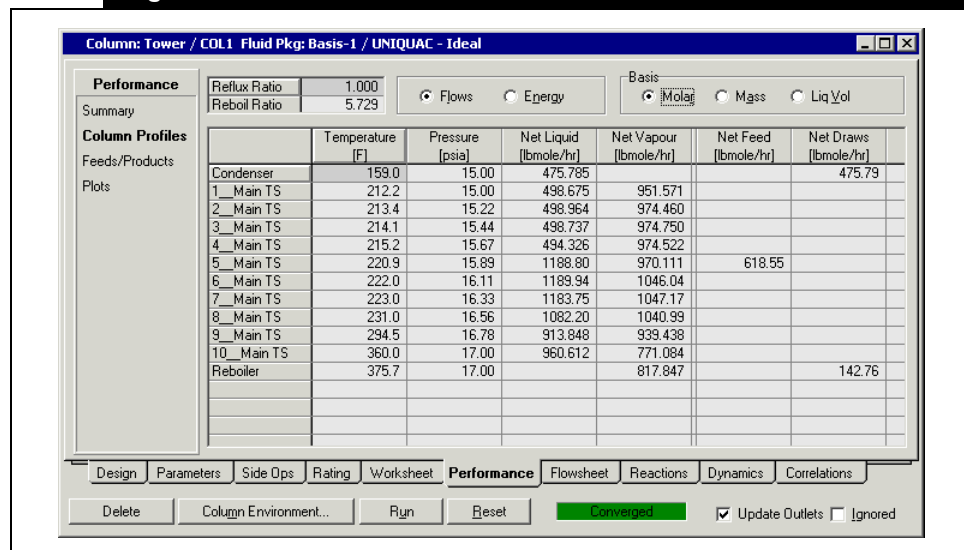 Column: Tower / COL1 Fluid Pkg: Basis-1 / UNIQUAC - Ideal
Performance
Summary
Column Profiles
Feeds/Products
Plots
Reflux Ratio 1.000
Reboil Ratio 5.729
Flows Energy
Basis
Molar Mass Liq Vol
Temperature Pressure Net Liquid Net Vapour Net Feed Net Draws
[F] [psia] [lbmole/hr] [lbmole/hr] [lbmole/hr] [lbmole/hr]
Condenser 159.0 15.00 475.785 475.79
1__Main TS 212.2 15.00 498.675 951.571
2__Main TS 213.4 15.22 498.964 974.460
3__Main TS 214.1 15.44 498.737 974.750
4__Main TS 215.2 15.67 494.326 974.522
5__Main TS 220.9 15.89 1188.80 970.111 618.55
6__Main TS 222.0 16.11 1189.94 1046.04
7__Main TS 223.0 16.33 1183.75 1047.17
8__Main TS 231.0 16.56 1082.20 1040.99
9__Main TS 294.5 16.78 913.848 939.438
10__Main TS 360.0 17.00 960.612 771.084
Reboiler 375.7 17.00 817.847 142.76
Design Parameters Side Ops Rating Worksheet Performance Flowsheet Reactions Dynamics Correlations
Delete Column Environment... Run Reset Converged Update Outlets Ignored